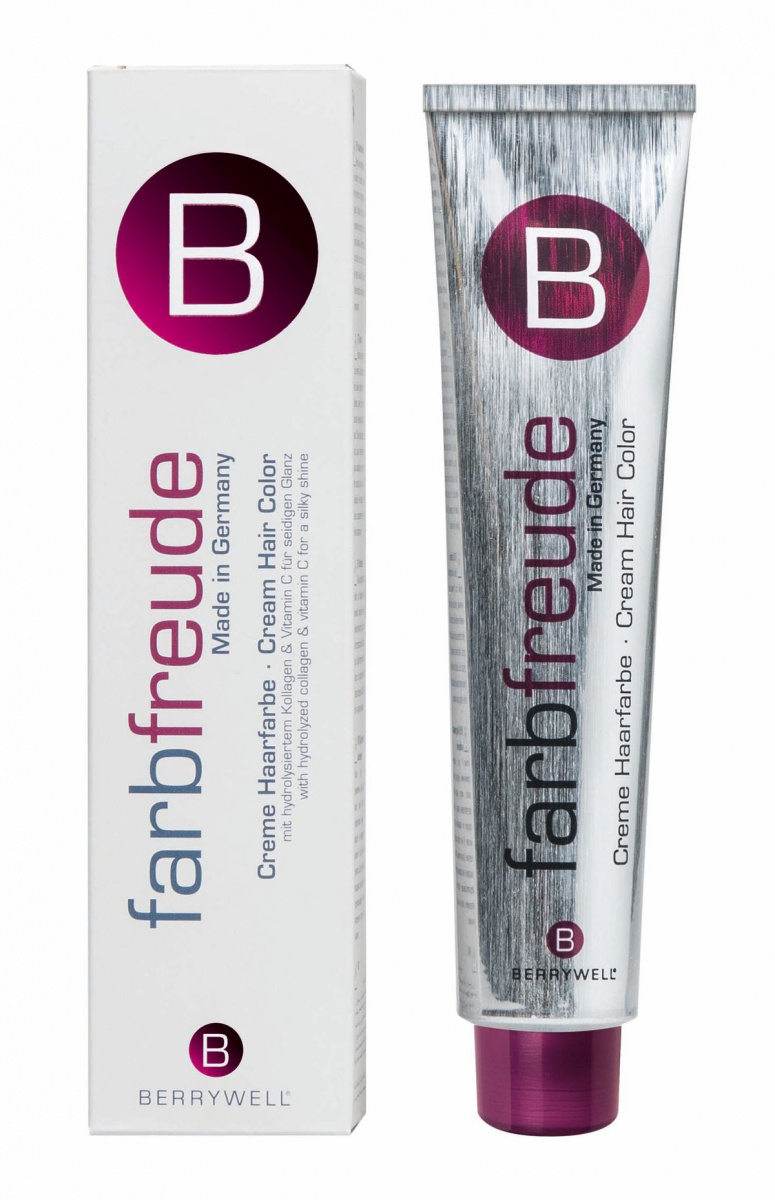 B
farbfreude
Made in Germany
Creme Haarfarbe · Cream Hair Color
mit hydrolysiertem Kollagen & Vitamin C für seidigen Glanz
with hydrolyzed collagen & vitamin C for a silky shine
B
BERRYWELL®
B
farbfreude
Made in Germany
Creme Haarfarbe · Cream Hair Color
B
BERRYWELL®